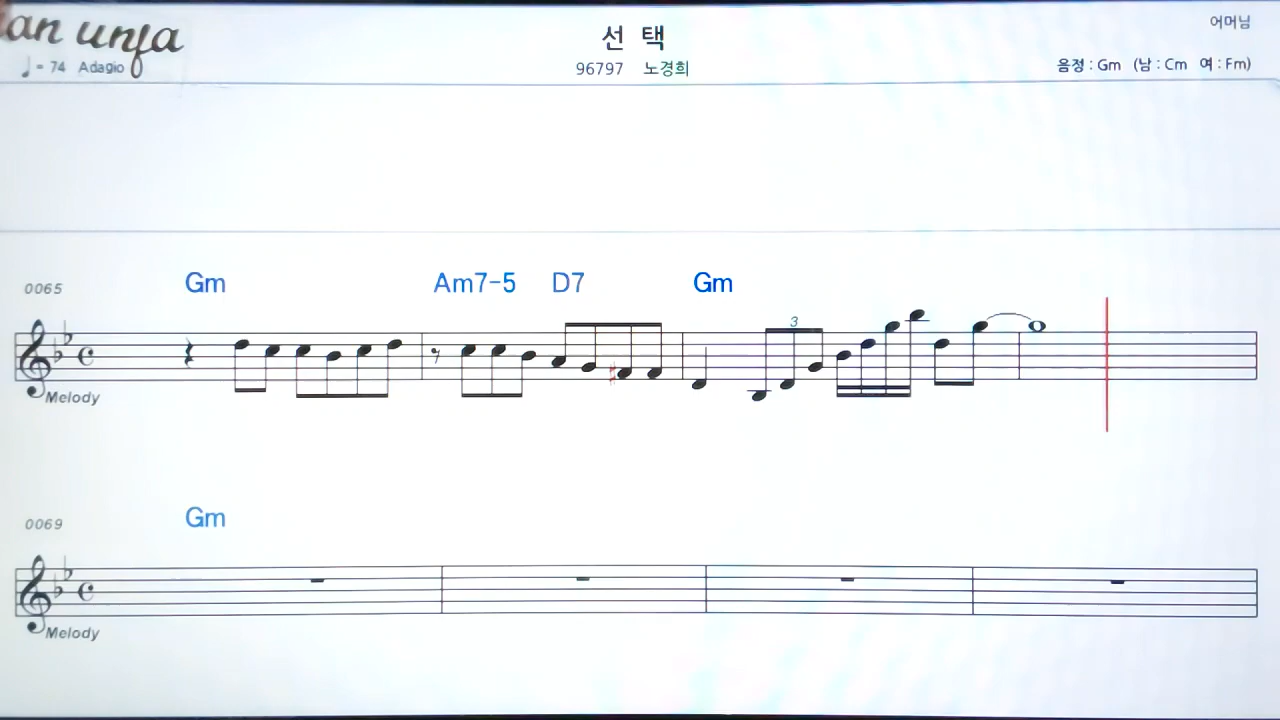 an unja
선 택
어머님
♩ = 74 Adagio
96797 노경희
음정 : Gm (남 : Cm 여 : Fm)
0065
Gm Am7-5 D7 Gm
3
Melody
0069
Gm
Melody